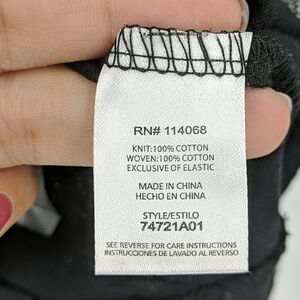 RN# 114068
KNIT:100% COTTON
WOVEN:100% COTTON
EXCLUSIVE OF ELASTIC
MADE IN CHINA
HECHO EN CHINA
STYLE/ESTILO
74721A01
SEE REVERSE FOR CARE INSTRUCTIONS
INSTRUCCIONES DE LAVADO AL REVERSO